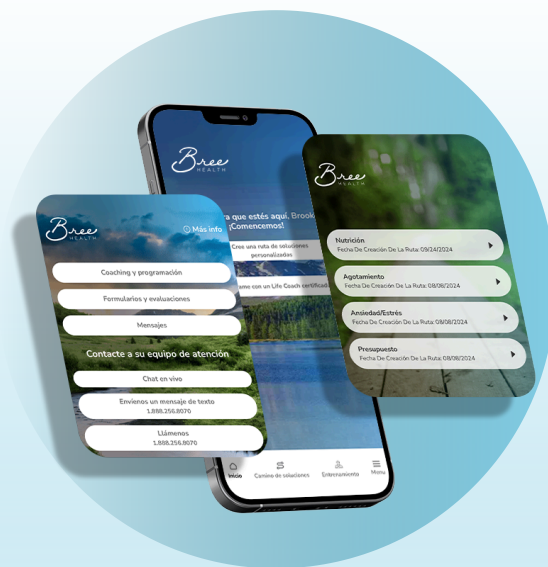 Bree
HEALTH
Más info
Coaching y programación
Formularios y evaluaciones
Mensajes
Contacte a su equipo de atención
Chat en vivo
Envíenos un mensaje de texto
1.888.256.8070
Llámenos
1.888.256.8070
Bree
HEALTH
que estés aquí, Brook
¡Comencemos!
Cree una ruta de soluciones
personalizadas
con un Life Coach
Inicio
Camino de soluciones
Entrenamiento
Menu
Bree
HEALTH
Nutrición
Fecha De Creación De La Ruta: 09/24/2024
Agotamiento
Fecha De Creación De La Ruta: 08/08/2024
Ansiedad/Estrés
Fecha De Creación De La Ruta: 08/08/2024
Presupuesto
Fecha De Creación De La Ruta: 08/08/2024